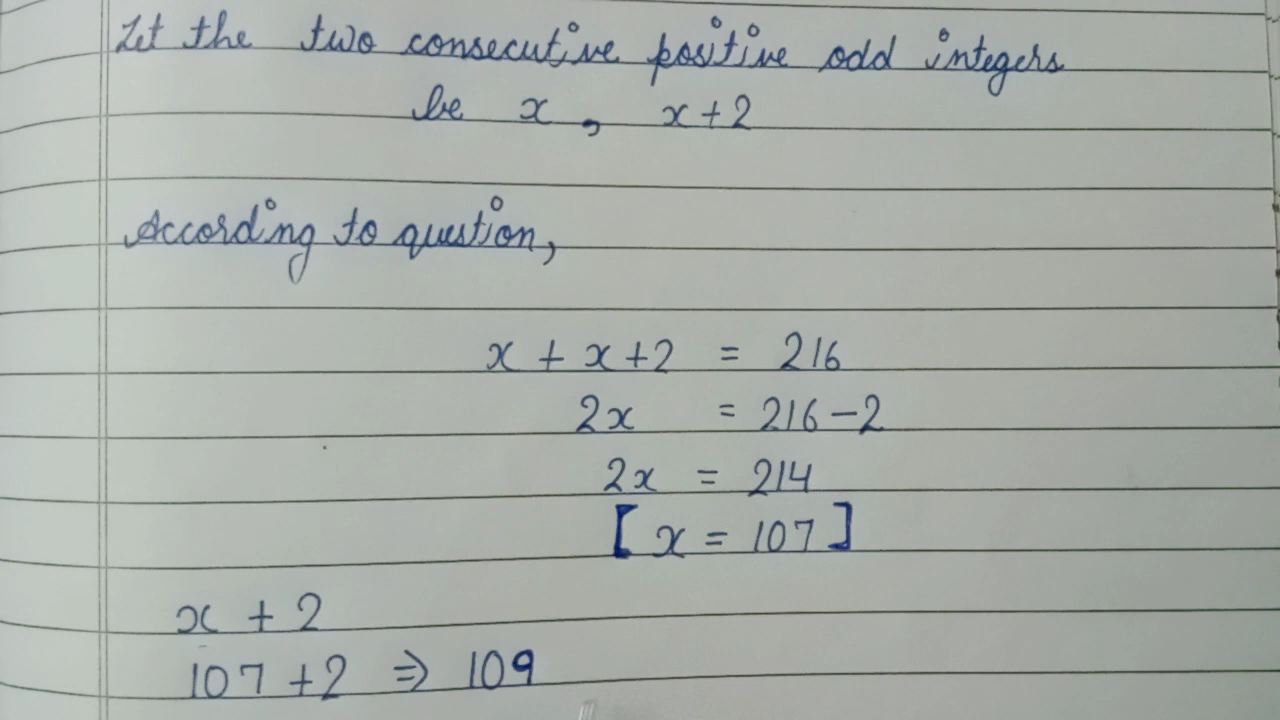 Let the two consecutive positive odd integers
be x , x+2
According to question,
x + x+2 = 216
2x = 216-2
2x = 214
[ x = 107 ]
x + 2
107 +2 ⇒ 109